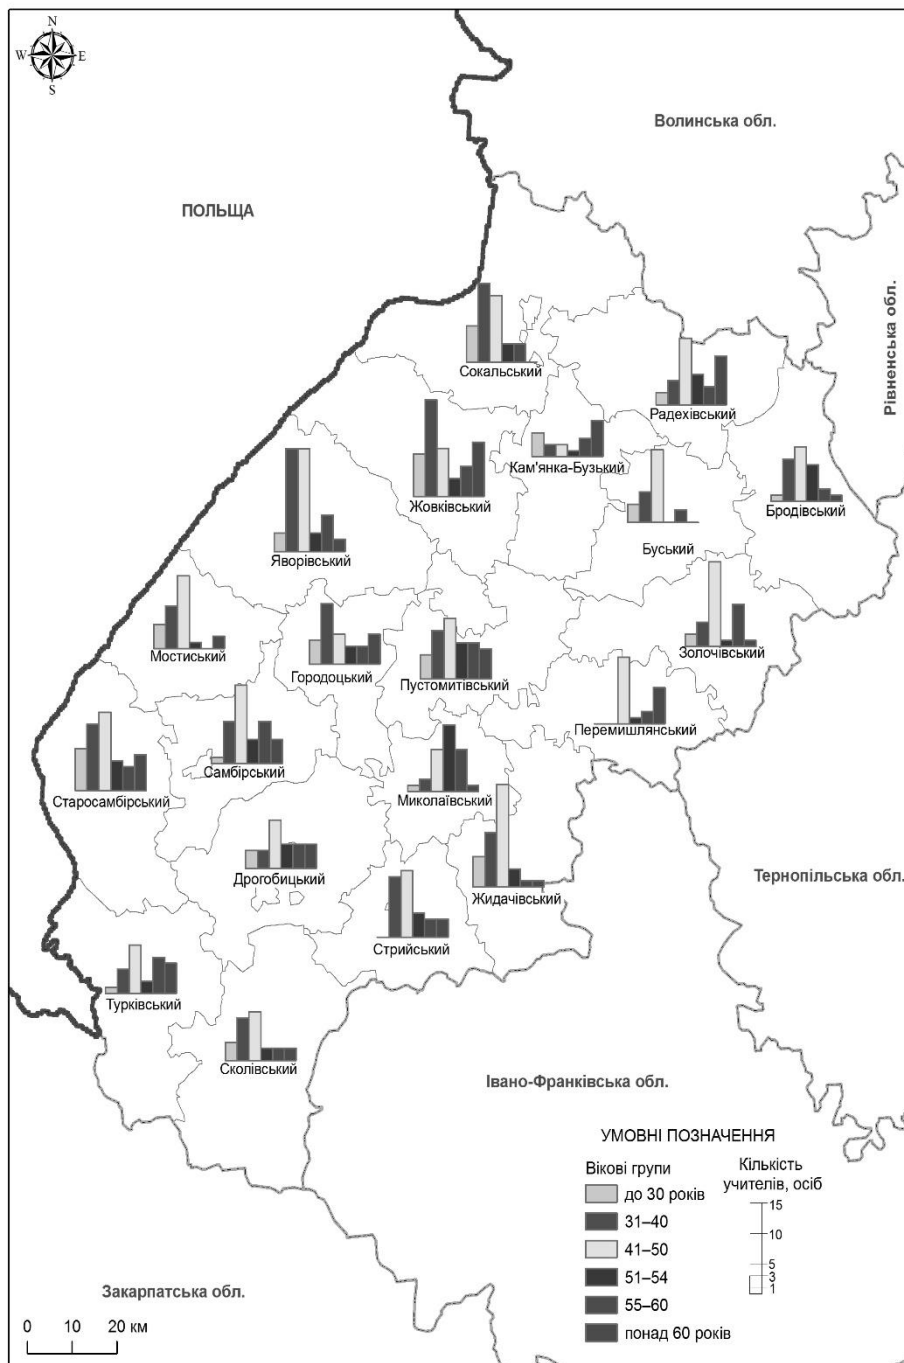 N
W E
S
Волинська обл.
ПОЛЬЩА
Рівненська обл.
Сокальський
Радехівський
Кам'янка-Бузький
Жовківський
Бродівський
Буський
Яворівський
Мостиський
Городоцький
Пустомитівський
Золочівський
Перемишлянський
Самбірський
Старосамбірський
Миколаївський
Дрогобицький
Жидачівський
Тернопільська обл.
Стрийський
Турківський
Сколівський
Івано-Франківська обл.
УМОВНІ ПОЗНАЧЕННЯ
Вікові групи
до 30 років
31–40
41–50
51–54
55–60
понад 60 років
Кількість
учителів, осіб
15
10
5
3
1
Закарпатська обл.
0 10 20 км